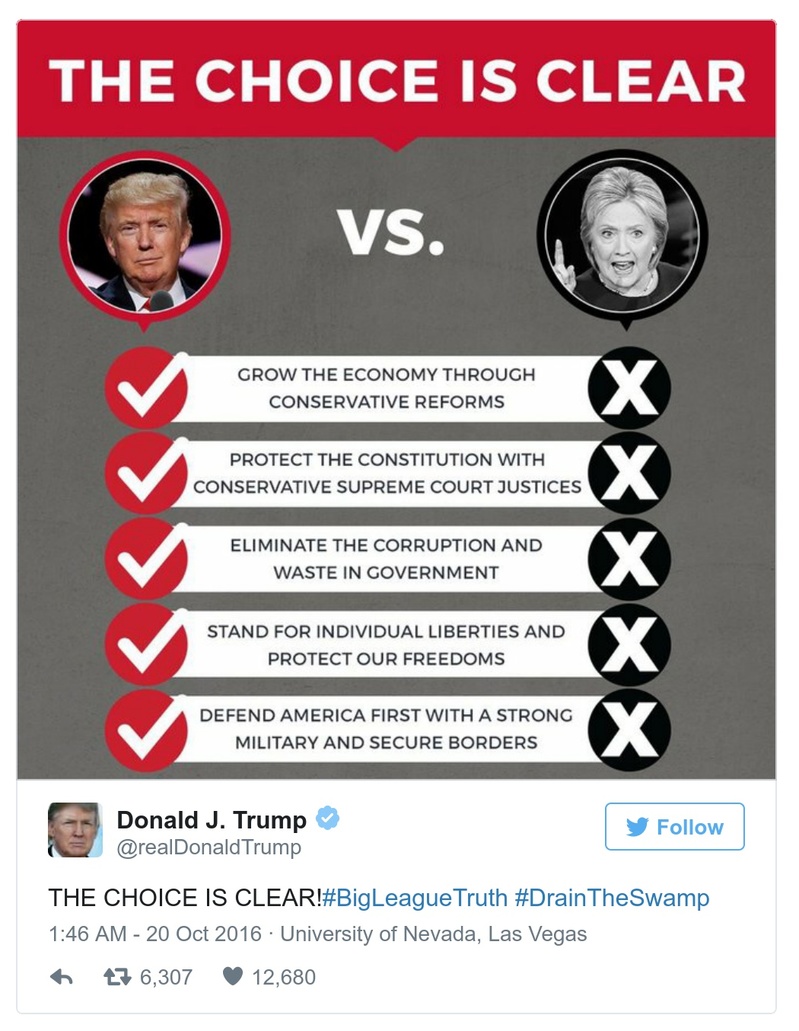 THE CHOICE IS CLEAR
VS.
GROW THE ECONOMY THROUGH
CONSERVATIVE REFORMS
X
PROTECT THE CONSTITUTION WITH
CONSERVATIVE SUPREME COURT JUSTICES
X
ELIMINATE THE CORRUPTION AND
WASTE IN GOVERNMENT
X
STAND FOR INDIVIDUAL LIBERTIES AND
PROTECT OUR FREEDOMS
X
DEFEND AMERICA FIRST WITH A STRONG
MILITARY AND SECURE BORDERS
X
Donald J. Trump
@realDonaldTrump
Follow
THE CHOICE IS CLEAR!#BigLeagueTruth #DrainTheSwamp
1:46 AM - 20 Oct 2016 · University of Nevada, Las Vegas
6,307 12,680